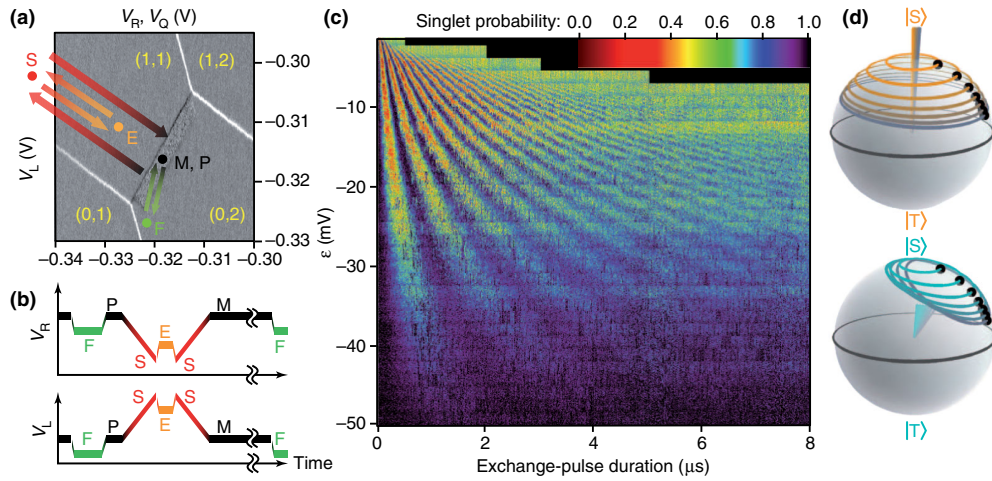 (a)
V_R, V_Q (V)
(1,1)
(1,2)
S
E
M, P
F
(0,1)
(0,2)
V_L (V)
−0.30
−0.31
−0.32
−0.33
−0.34
−0.33
−0.32
−0.31
−0.30
(b)
V_R
P
E
M
F
S
S
F
V_L
S
S
P
E
M
F
F
Time
(c)
Singlet probability: 0.0 0.2 0.4 0.6 0.8 1.0
ε (mV)
−10
−20
−30
−40
−50
0 2 4 6 8
Exchange-pulse duration (μs)
(d)
|S⟩
|T⟩
|S⟩
|T⟩